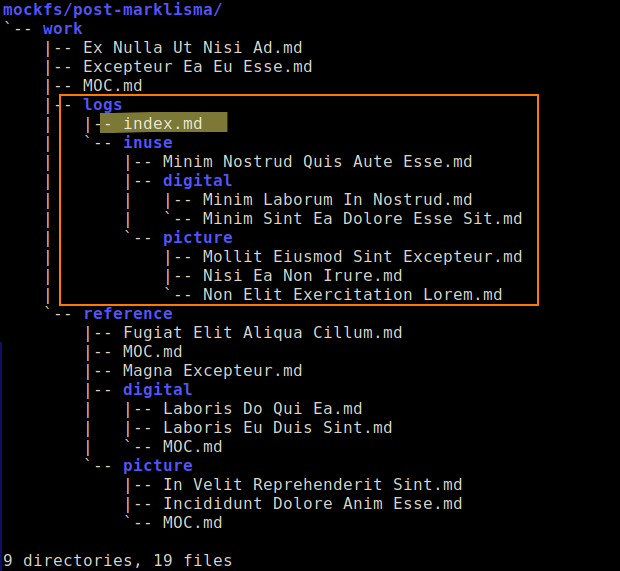 mockfs/post-marklisma/
`-- work
    |-- Ex Nulla Ut Nisi Ad.md
    |-- Excepteur Ea Eu Esse.md
    |-- MOC.md
    |-- logs
    |   |-- index.md
    |   `-- inuse
    |       |-- Minim Nostrud Quis Aute Esse.md
    |       |-- digital
    |       |   |-- Minim Laborum In Nostrud.md
    |       |   `-- Minim Sint Ea Dolore Esse Sit.md
    |       `-- picture
    |           |-- Mollit Eiusmod Sint Excepteur.md
    |           |-- Nisi Ea Non Irure.md
    |           `-- Non Elit Exercitation Lorem.md
    `-- reference
        |-- Fugiat Elit Aliqua Cillum.md
        |-- MOC.md
        |-- Magna Excepteur.md
        |-- digital
        |   |-- Laboris Do Qui Ea.md
        |   |-- Laboris Eu Duis Sint.md
        |   `-- MOC.md
        `-- picture
            |-- In Velit Reprehenderit Sint.md
            |-- Incididunt Dolore Anim Esse.md
            `-- MOC.md

9 directories, 19 files